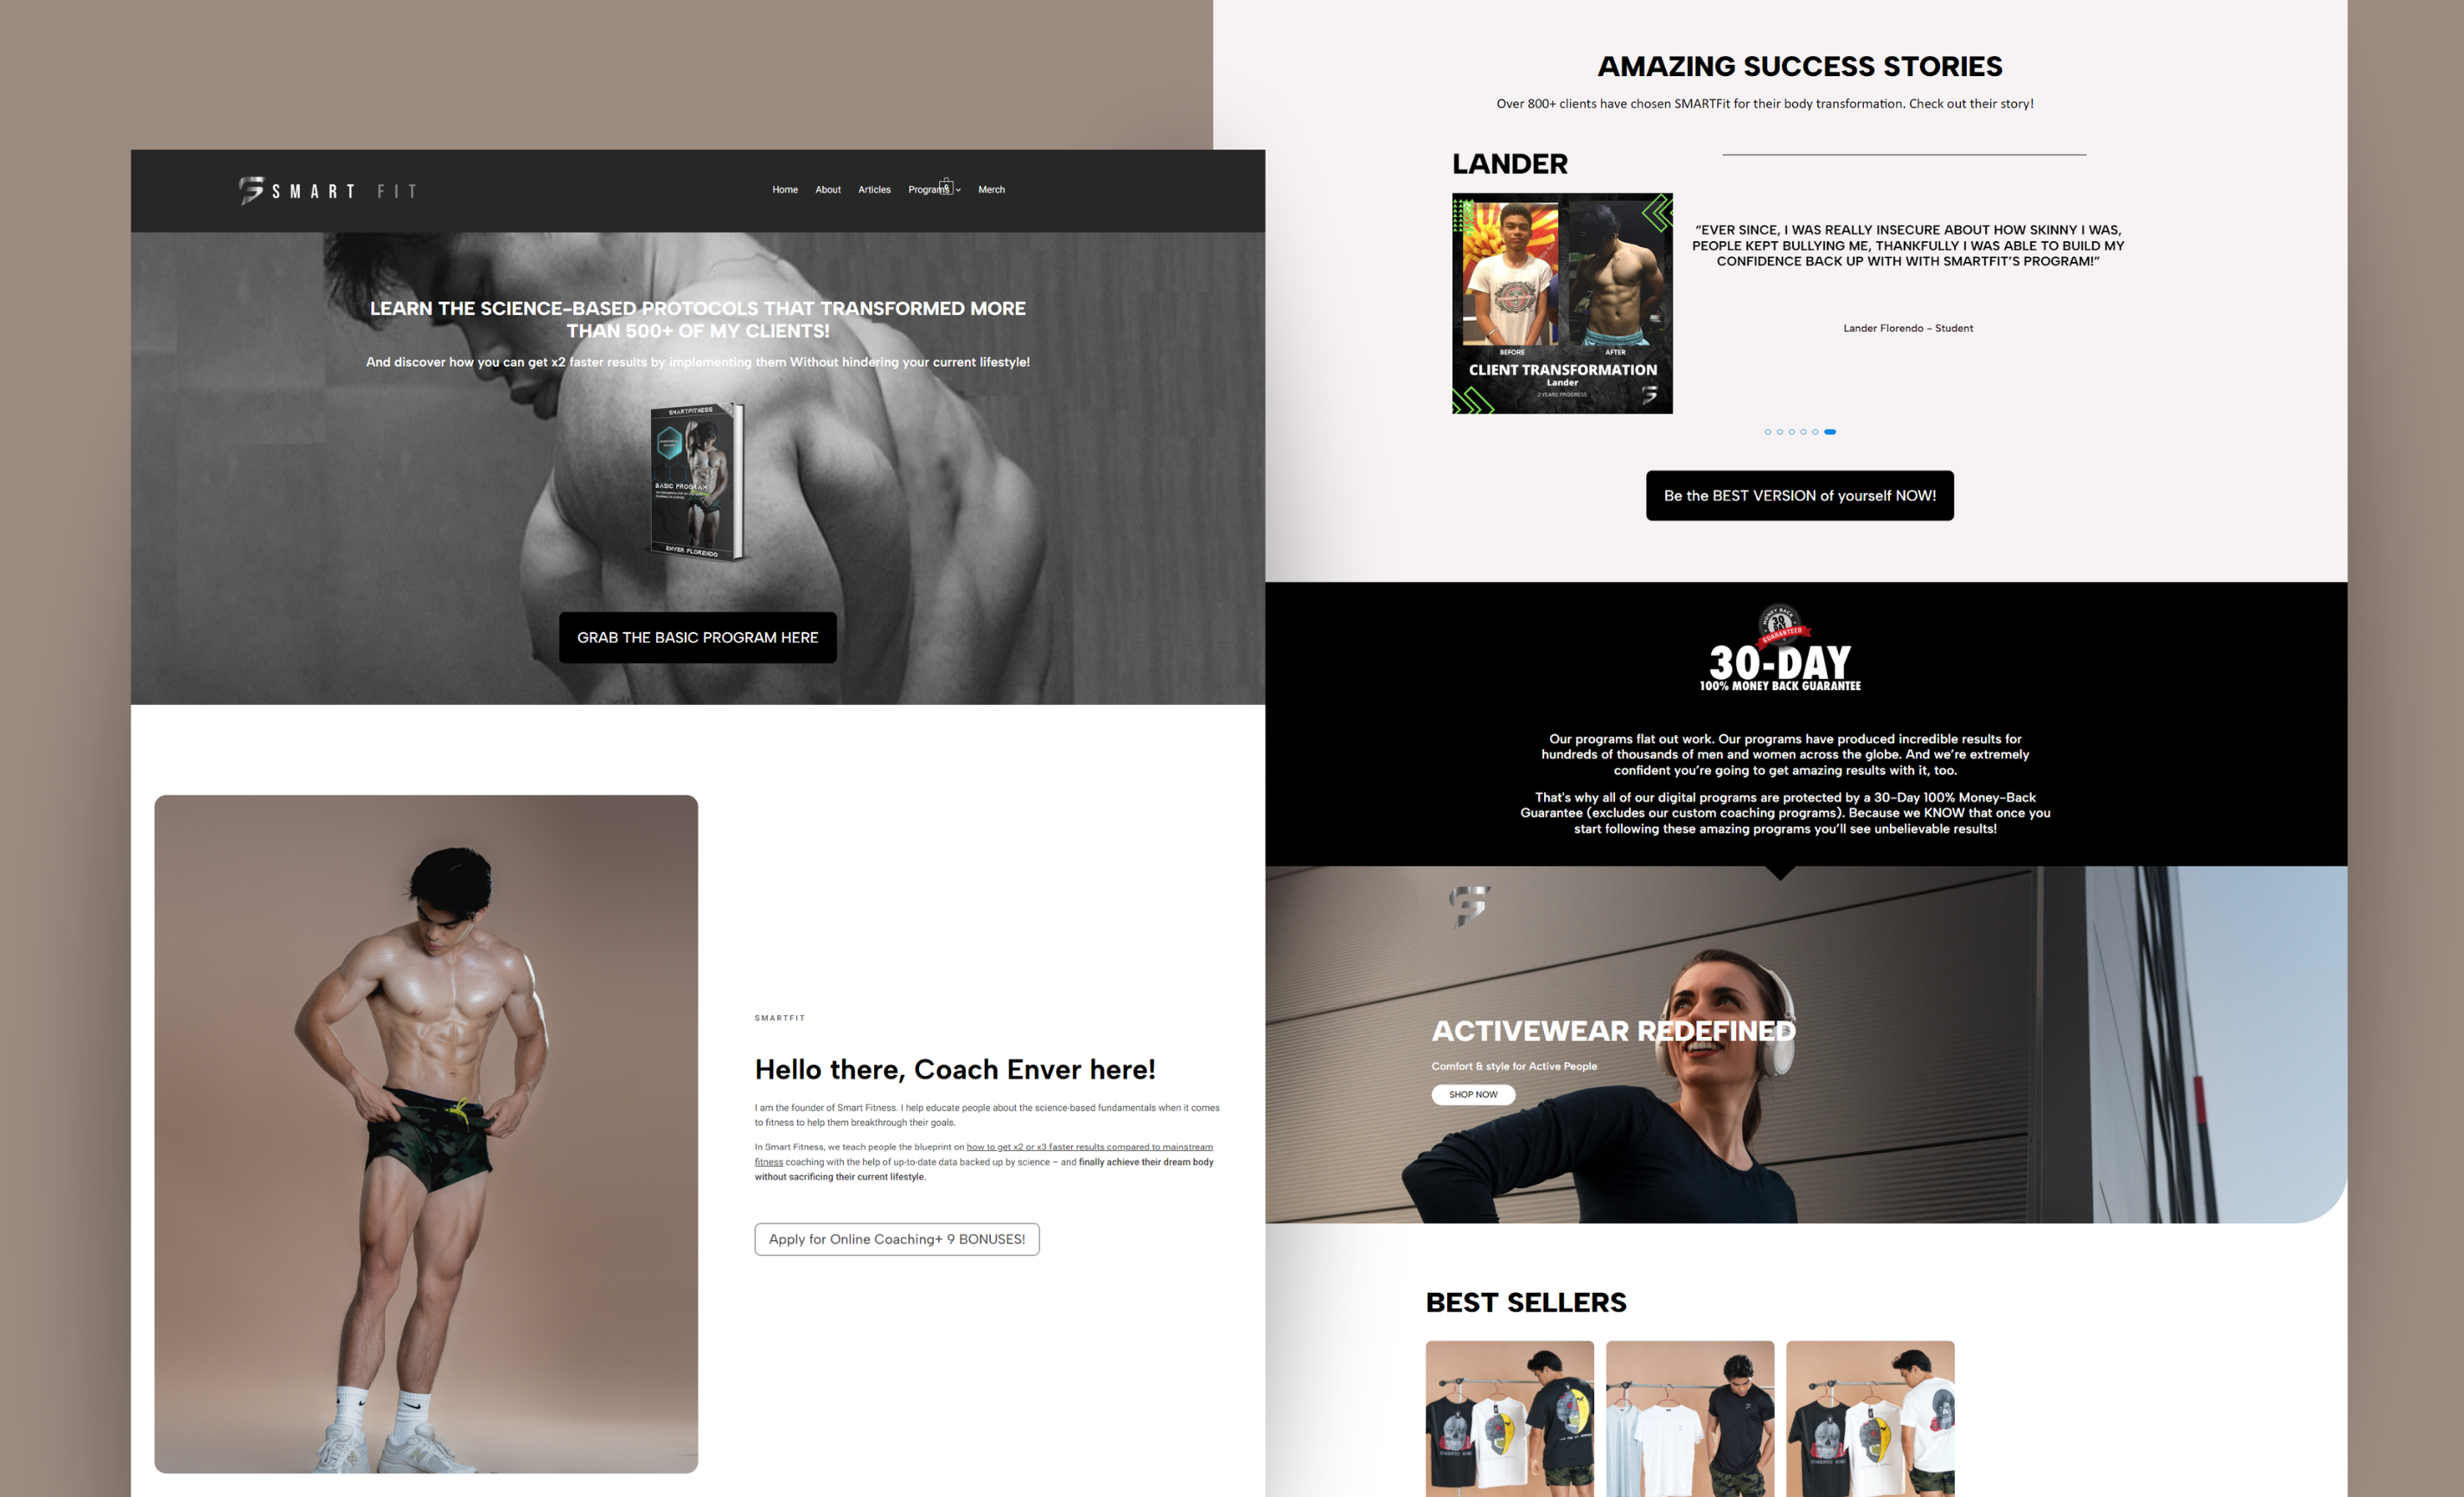 SMART FIT
Home
About
Articles
Programs
Merch
LEARN THE SCIENCE-BASED PROTOCOLS THAT TRANSFORMED MORE
THAN 500+ OF MY CLIENTS!
And discover how you can get x2 faster results by implementing them Without hindering your current lifestyle!
SMARTFITNESS
BASIC PROGRAM
ENVER FLORENDO
GRAB THE BASIC PROGRAM HERE
SMARTFIT
Hello there, Coach Enver here!
I am the founder of Smart Fitness. I help educate people about the science-based fundamentals when it comes
to fitness to help them breakthrough their goals.
In Smart Fitness, we teach people the blueprint on how to get x2 or x3 faster results compared to mainstream
fitness coaching with the help of up-to-date data backed up by science – and finally achieve their dream body
without sacrificing their current lifestyle.
Apply for Online Coaching+ 9 BONUSES!
AMAZING SUCCESS STORIES
Over 800+ clients have chosen SMARTFit for their body transformation. Check out their story!
LANDER
BEFORE
AFTER
CLIENT TRANSFORMATION
Lander
2 YEARS PROGRESS
“EVER SINCE, I WAS REALLY INSECURE ABOUT HOW SKINNY I WAS,
PEOPLE KEPT BULLYING ME, THANKFULLY I WAS ABLE TO BUILD MY
CONFIDENCE BACK UP WITH WITH SMARTFIT’S PROGRAM!”
Lander Florendo – Student
Be the BEST VERSION of yourself NOW!
MONEY BACK
30
DAY
GUARANTEED
30-DAY
100% MONEY BACK GUARANTEE
Our programs flat out work. Our programs have produced incredible results for
hundreds of thousands of men and women across the globe. And we’re extremely
confident you’re going to get amazing results with it, too.
That's why all of our digital programs are protected by a 30-Day 100% Money-Back
Guarantee (excludes our custom coaching programs). Because we KNOW that once you
start following these amazing programs you’ll see unbelievable results!
ACTIVEWEAR REDEFINED
Comfort & style for Active People
SHOP NOW
BEST SELLERS